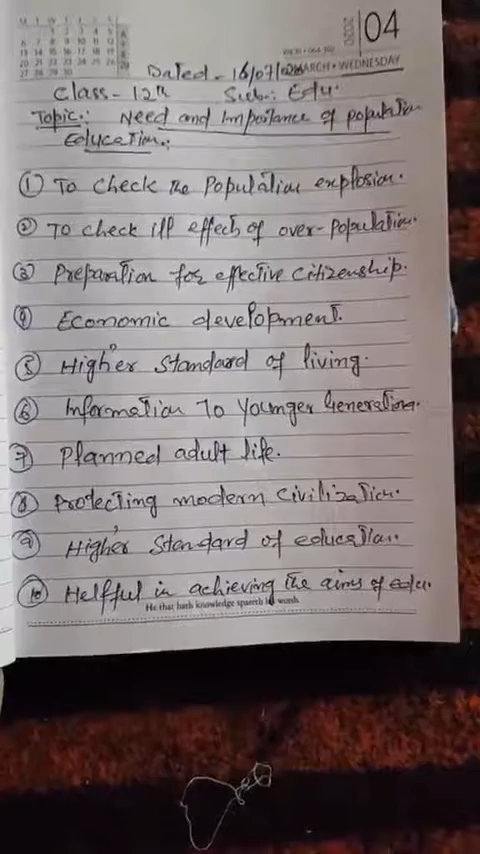 M T W T F S S
2020
04
MARCH • WEDNESDAY
Dated - 16/07/
Class - 12th Sub: Edu.
Topic: Need and Importance of population
Education:
① To check the Population explosion.
② To check ill effects of over-population.
③ Preparation for effective citizenship.
④ Economic development.
⑤ Higher Standard of living.
⑥ Information To Younger Generation.
⑦ Planned adult life.
⑧ Protecting modern civilization.
⑨ Higher Standard of education.
⑩ Helpful in achieving the aims of edu.
He that hath knowledge spareth his words